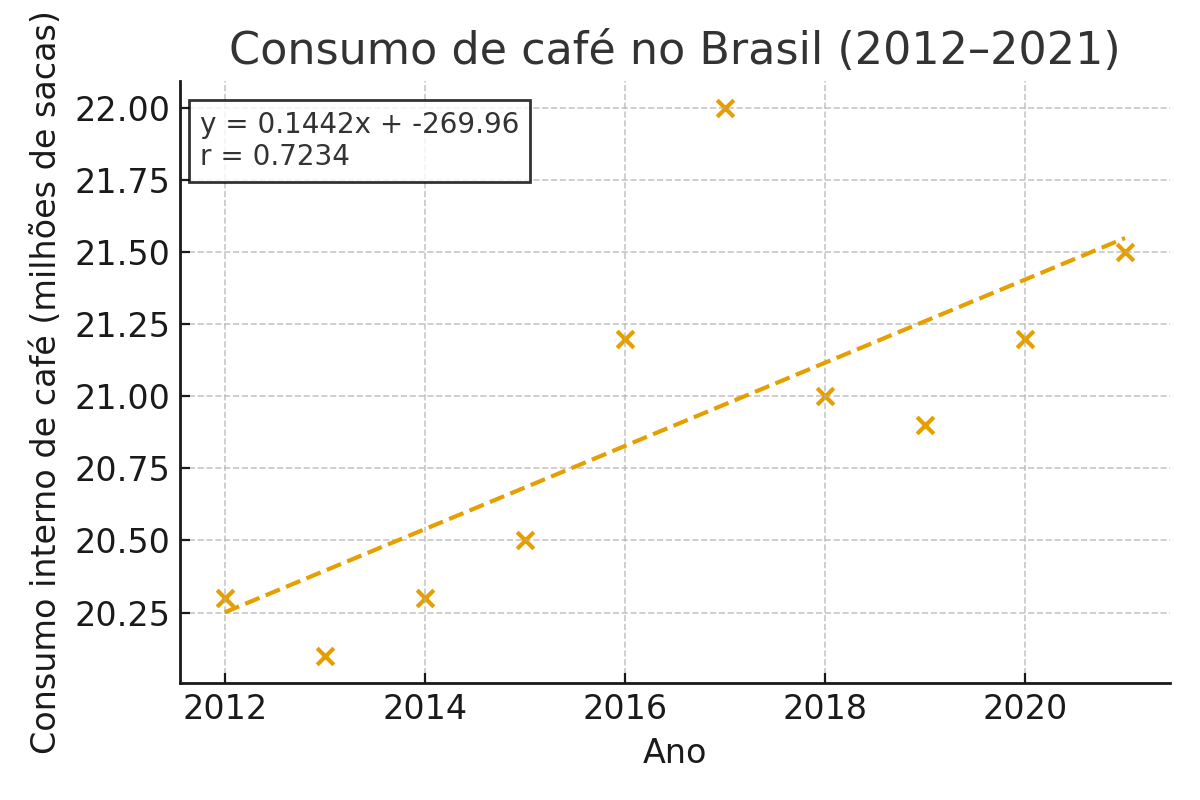 Consumo de café no Brasil (2012–2021)
Consumo interno de café (milhões de sacas)
y = 0.1442x + -269.96
r = 0.7234
22.00
21.75
21.50
21.25
21.00
20.75
20.50
20.25
2012 2014 2016 2018 2020
Ano